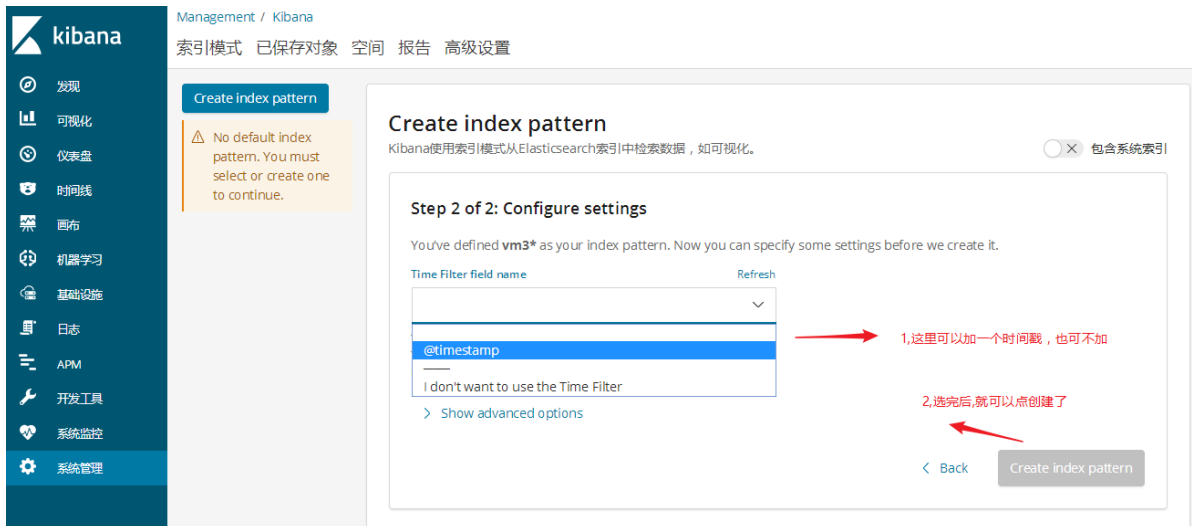 kibana
发现
可视化
仪表盘
时间线
画布
机器学习
基础设施
日志
APM
开发工具
系统监控
系统管理
Management / Kibana
索引模式 已保存对象 空间 报告 高级设置
Create index pattern
No default index
pattern. You must
select or create one
to continue.
Create index pattern
Kibana使用索引模式从Elasticsearch索引中检索数据，如可视化。
包含系统索引
Step 2 of 2: Configure settings
You've defined vm3* as your index pattern. Now you can specify some settings before we create it.
Time Filter field name Refresh
@timestamp
I don't want to use the Time Filter
Show advanced options
1,这里可以加一个时间戳，也可不加
2,选完后,就可以点创建了
Back
Create index pattern